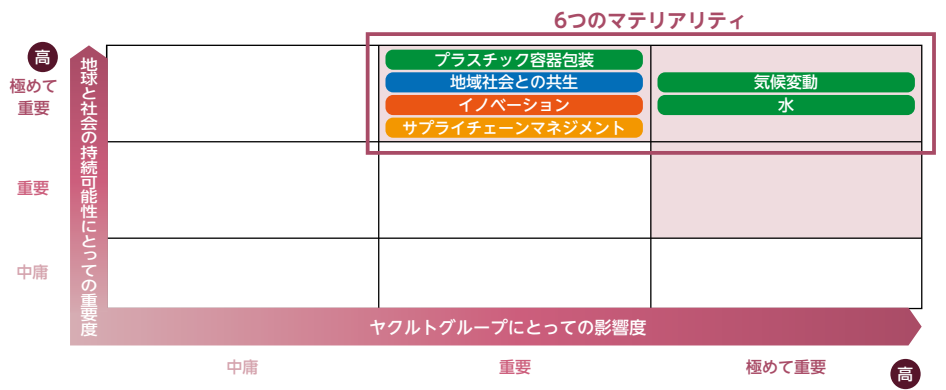 6つのマテリアリティ
高
極めて
重要
重要
中庸
地球と社会の持続可能性にとっての重要度
プラスチック容器包装
地域社会との共生
イノベーション
サプライチェーンマネジメント
気候変動
水
ヤクルトグループにとっての影響度
中庸
重要
極めて重要
高